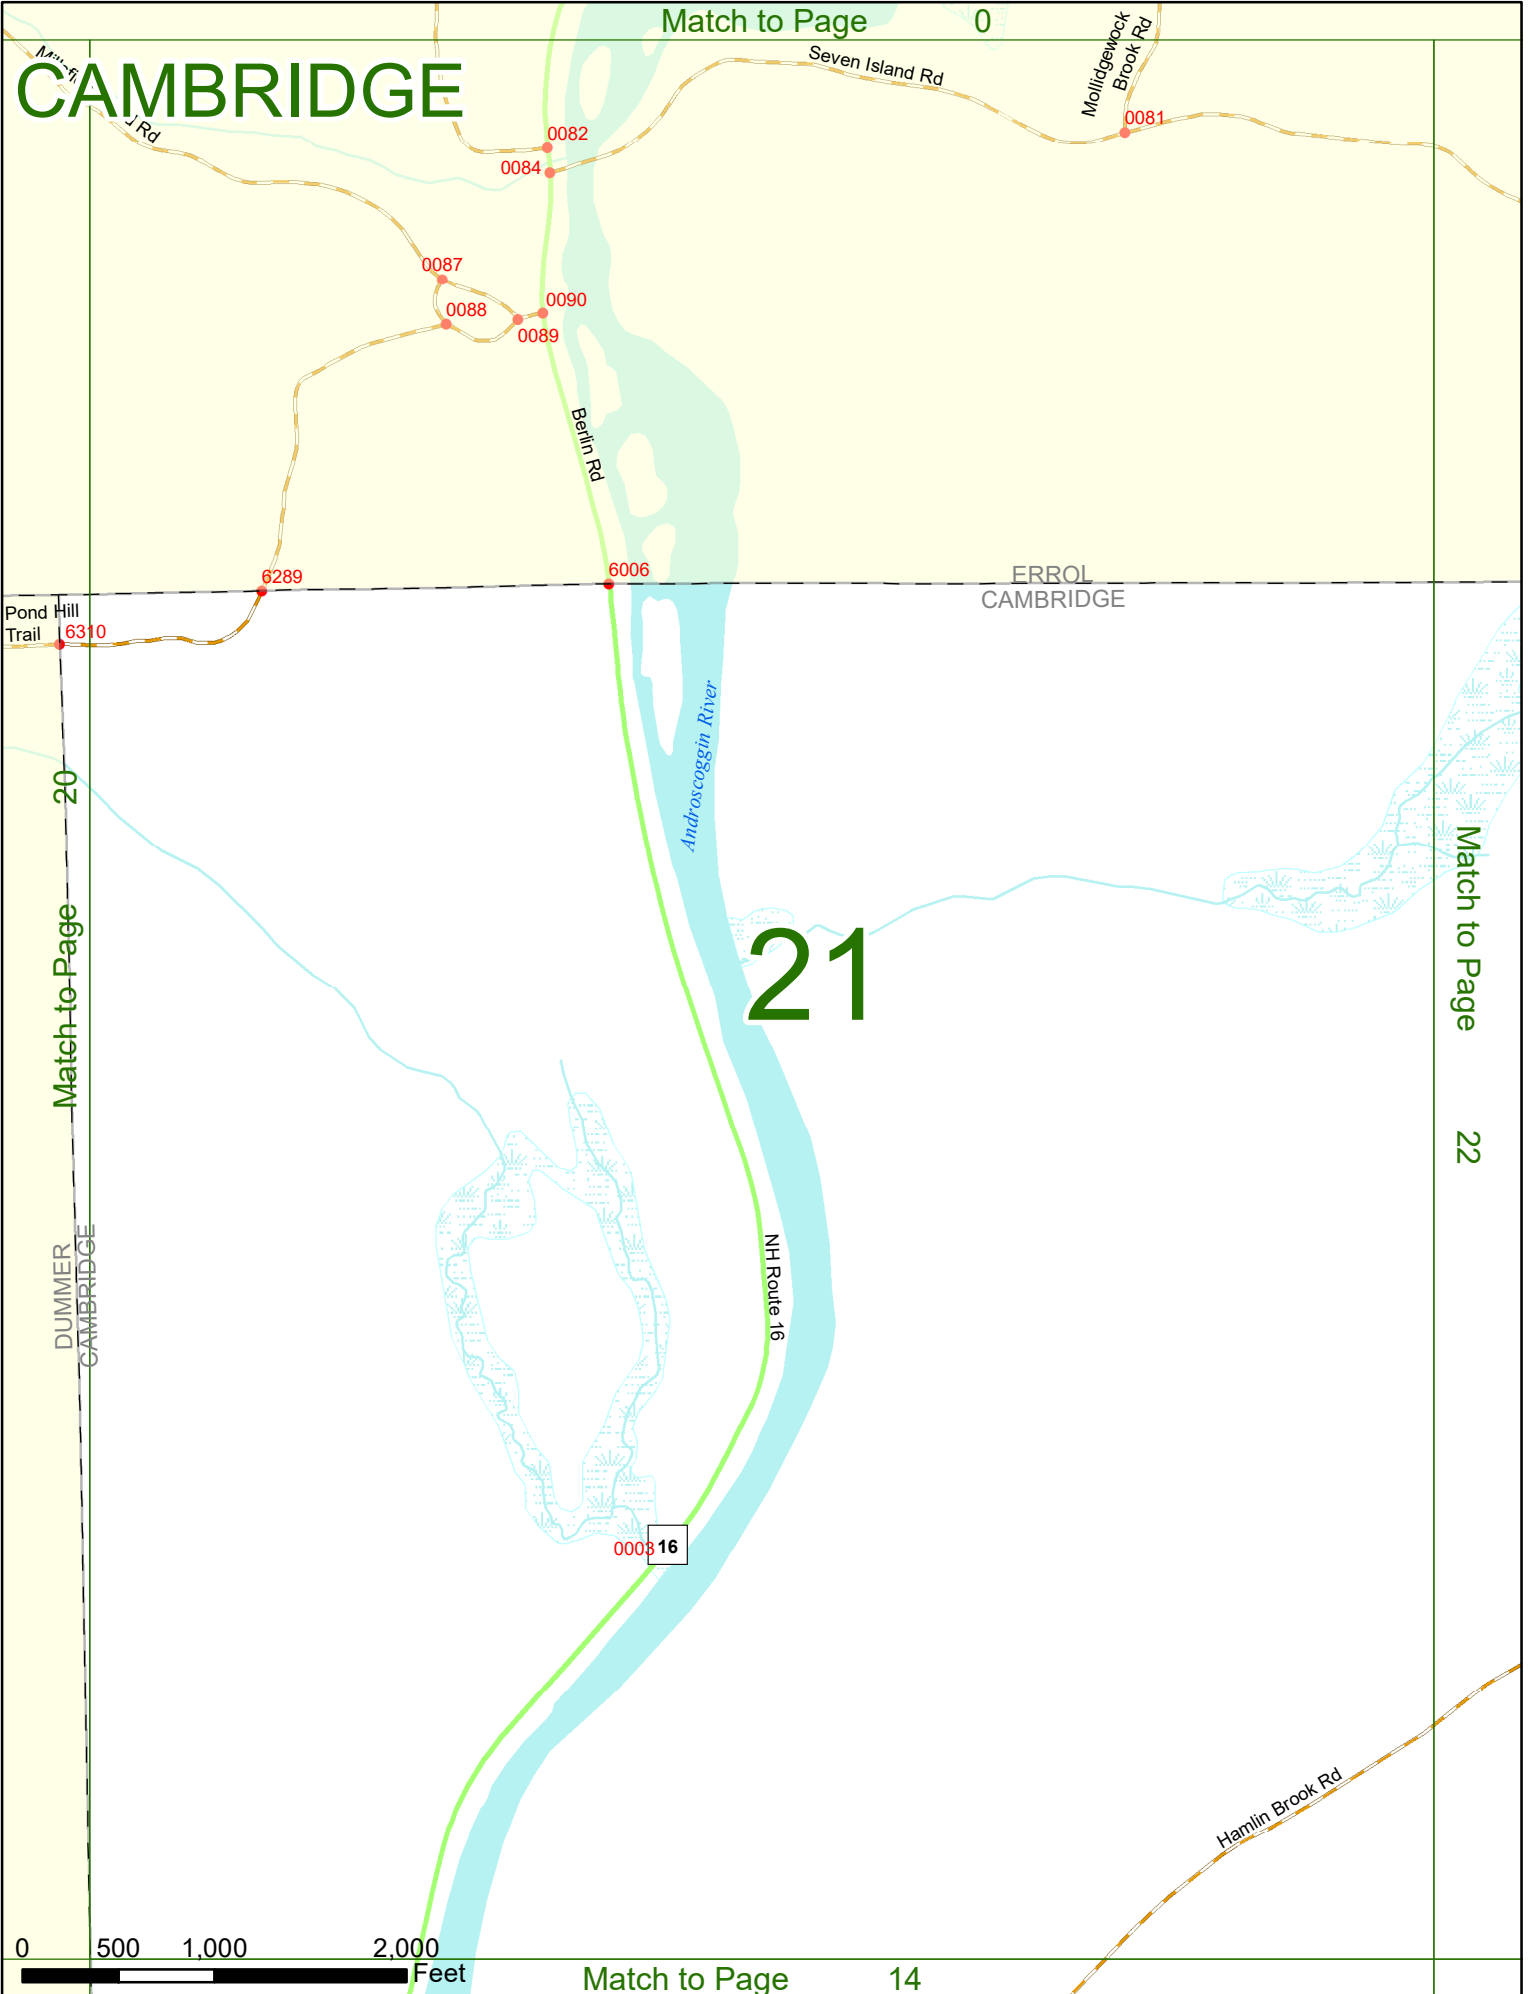 Match to Page 0
CAMBRIDGE
Rd
Seven Island Rd
Mollidgewock
Brook Rd
0081
0082
0084
0087
0088
0090
0089
Berlin Rd
6289
6006
ERROL
CAMBRIDGE
Pond Hill
Trail
6310
Androscoggin River
Match to Page 20
21
Match to Page 22
DUMMER
CAMBRIDGE
NH Route 16
0003
16
Hamlin Brook Rd
0 500 1,000 2,000
Feet
Match to Page 14